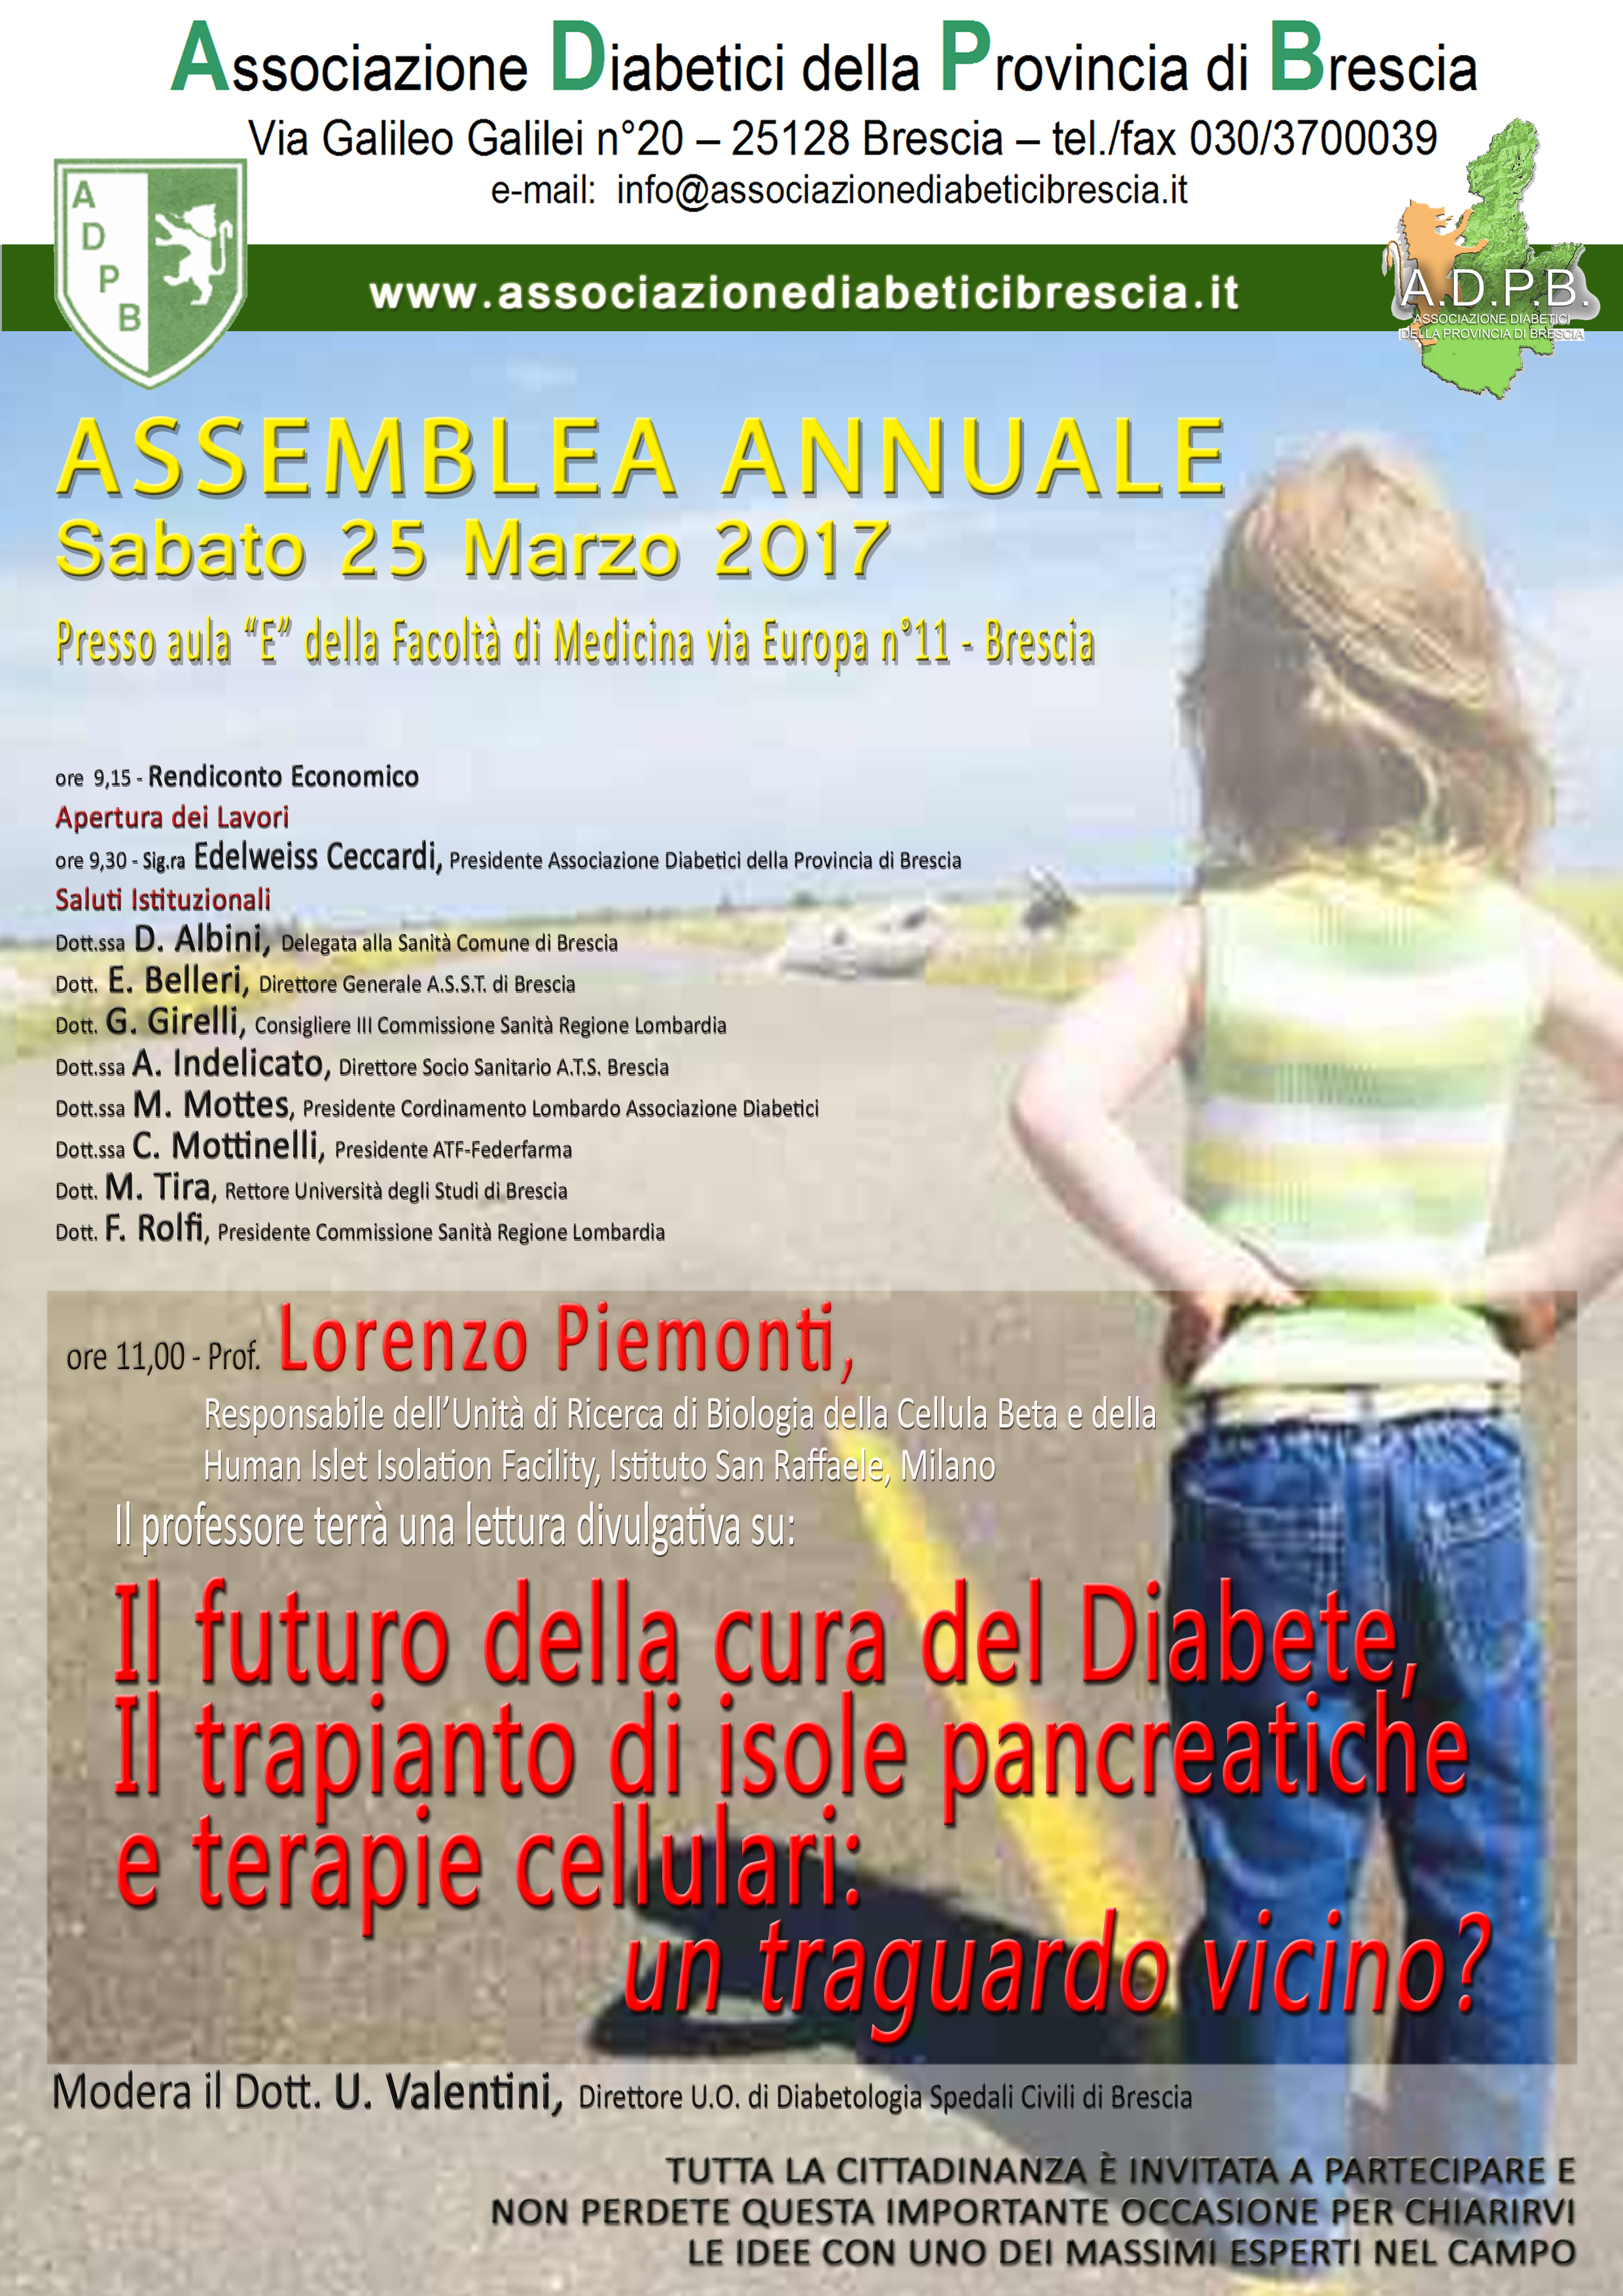 Associazione Diabetici della Provincia di Brescia
Via Galileo Galilei n°20 – 25128 Brescia – tel./fax 030/3700039
e-mail: info@associazionediabeticibrescia.it
A
D
P
B
www.associazionediabeticibrescia.it
A.D.P.B.
ASSOCIAZIONE DIABETICI
DELLA PROVINCIA DI BRESCIA
ASSEMBLEA ANNUALE
Sabato 25 Marzo 2017
Presso aula “E” della Facoltà di Medicina via Europa n°11 - Brescia
ore 9,15 - Rendiconto Economico
Apertura dei Lavori
ore 9,30 - Sig.ra Edelweiss Ceccardi, Presidente Associazione Diabetici della Provincia di Brescia
Saluti Istituzionali
Dott.ssa D. Albini, Delegata alla Sanità Comune di Brescia
Dott. E. Belleri, Direttore Generale A.S.S.T. di Brescia
Dott. G. Girelli, Consigliere III Commissione Sanità Regione Lombardia
Dott.ssa A. Indelicato, Direttore Socio Sanitario A.T.S. Brescia
Dott.ssa M. Mottes, Presidente Cordinamento Lombardo Associazione Diabetici
Dott.ssa C. Mottinelli, Presidente ATF-Federfarma
Dott. M. Tira, Rettore Università degli Studi di Brescia
Dott. F. Rolfi, Presidente Commissione Sanità Regione Lombardia
ore 11,00 - Prof. Lorenzo Piemonti,
Responsabile dell’Unità di Ricerca di Biologia della Cellula Beta e della
Human Islet Isolation Facility, Istituto San Raffaele, Milano
Il professore terrà una lettura divulgativa su:
Il futuro della cura del Diabete,
Il trapianto di isole pancreatiche
e terapie cellulari:
un traguardo vicino?
Modera il Dott. U. Valentini, Direttore U.O. di Diabetologia Spedali Civili di Brescia
TUTTA LA CITTADINANZA È INVITATA A PARTECIPARE E
NON PERDETE QUESTA IMPORTANTE OCCASIONE PER CHIARIRVI
LE IDEE CON UNO DEI MASSIMI ESPERTI NEL CAMPO